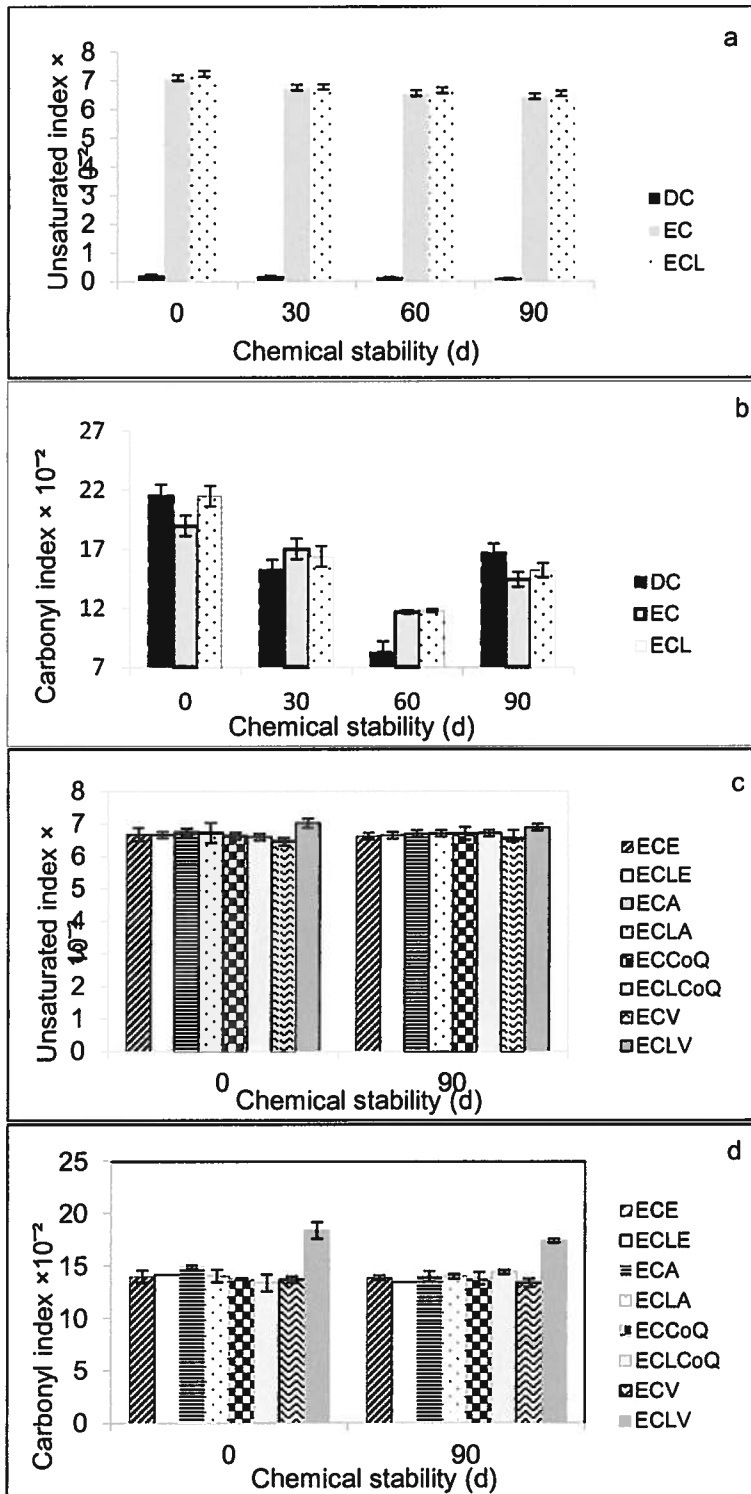 a
Unsaturated index ×
10⁻²
8
7
6
5
4
3
2
1
0
0 30 60 90
Chemical stability (d)
DC
EC
ECL
b
Carbonyl index × 10⁻²
27
22
17
12
7
0 30 60 90
Chemical stability (d)
DC
EC
ECL
c
Unsaturated index ×
8
7
6
5
4
3
2
1
0
0 90
Chemical stability (d)
ECE
ECLE
ECA
ECLA
ECCoQ
ECLCoQ
ECV
ECLV
d
Carbonyl index ×10⁻²
25
20
15
10
5
0
0 90
Chemical stability (d)
ECE
ECLE
ECA
ECLA
ECCoQ
ECLCoQ
ECV
ECLV